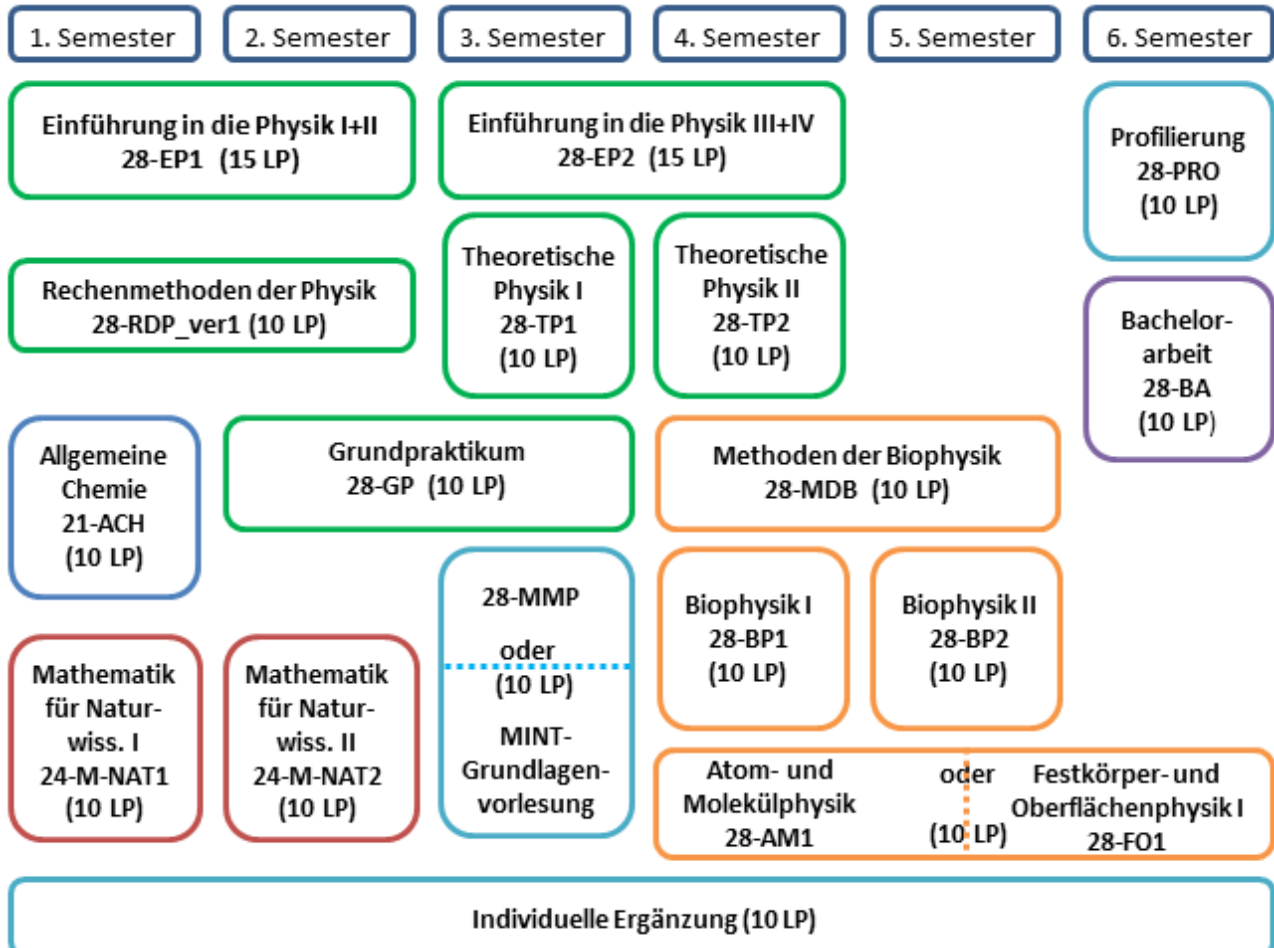 1. Semester
2. Semester
3. Semester
4. Semester
5. Semester
6. Semester
Einführung in die Physik I+II
28-EP1 (15 LP)
Einführung in die Physik III+IV
28-EP2 (15 LP)
Profilierung
28-PRO
(10 LP)
Rechenmethoden der Physik
28-RDP_ver1 (10 LP)
Theoretische
Physik I
28-TP1
(10 LP)
Theoretische
Physik II
28-TP2
(10 LP)
Bachelor-
arbeit
28-BA
(10 LP)
Allgemeine
Chemie
21-ACH
(10 LP)
Grundpraktikum
28-GP (10 LP)
Methoden der Biophysik
28-MDB (10 LP)
Mathematik
für Natur-
wiss. I
24-M-NAT1
(10 LP)
Mathematik
für Natur-
wiss. II
24-M-NAT2
(10 LP)
28-MMP
oder
(10 LP)
MINT-
Grundlagen-
vorlesung
Biophysik I
28-BP1
(10 LP)
Biophysik II
28-BP2
(10 LP)
Atom- und
Molekülphysik
28-AM1
oder
(10 LP)
Festkörper- und
Oberflächenphysik I
28-FO1
Individuelle Ergänzung (10 LP)